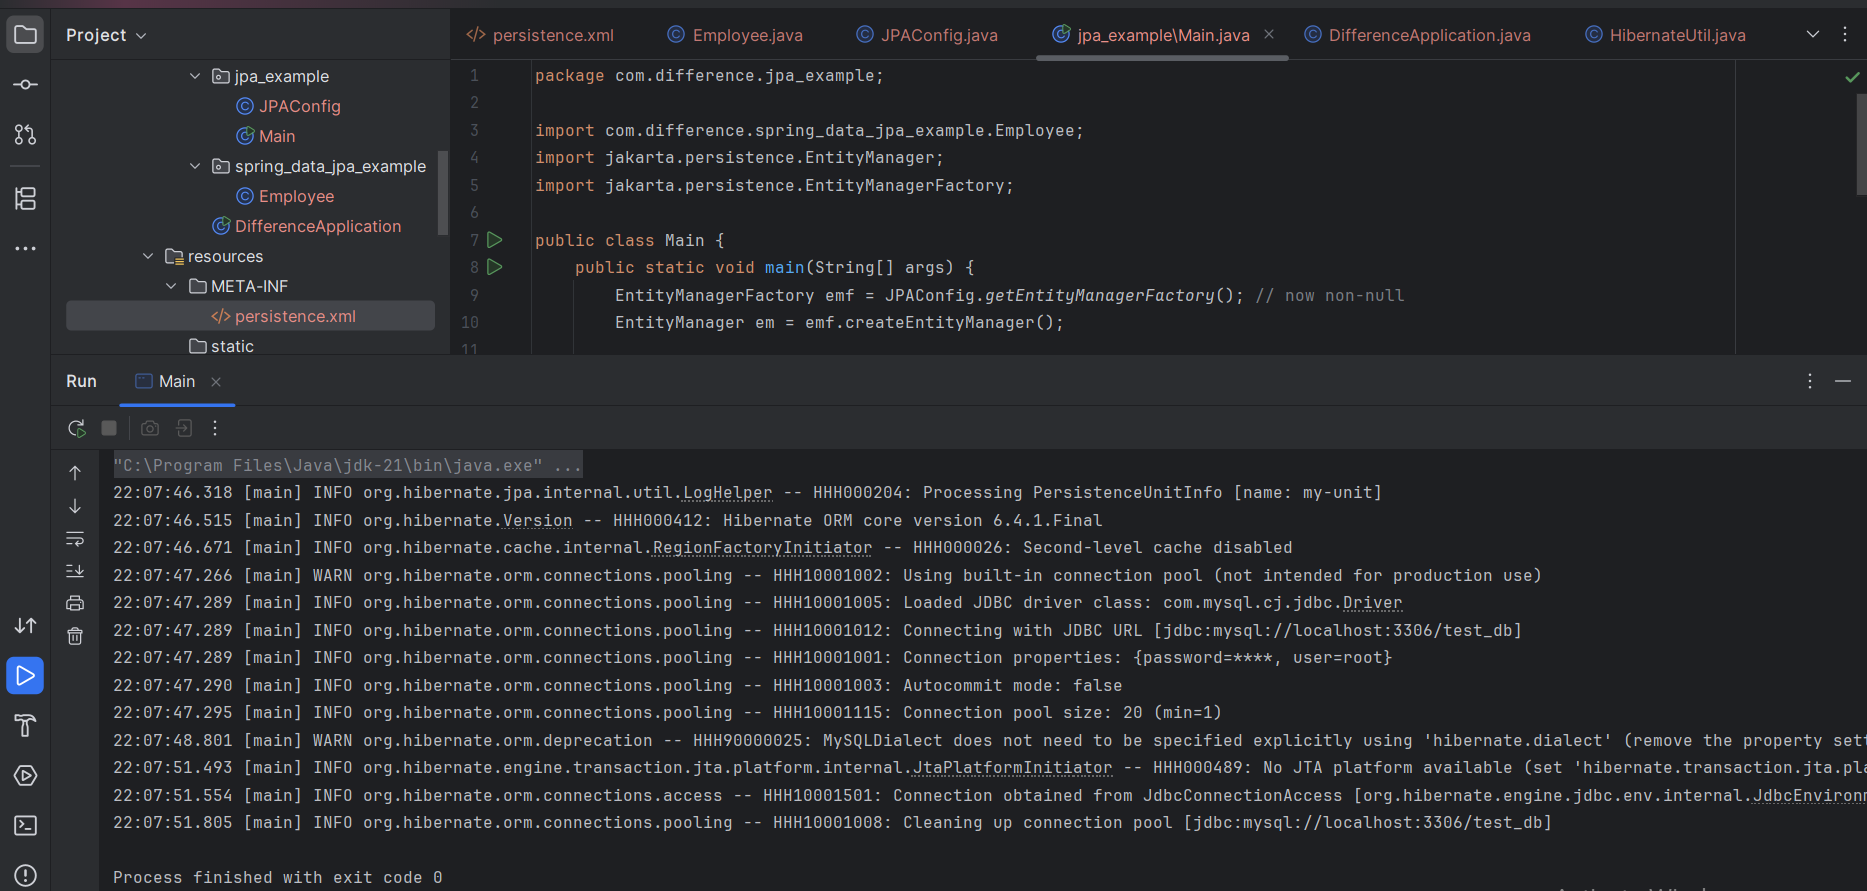 Project
persistence.xml
Employee.java
JPAConfig.java
jpa_example\Main.java
DifferenceApplication.java
HibernateUtil.java
jpa_example
JPAConfig
Main
spring_data_jpa_example
Employee
DifferenceApplication
resources
META-INF
persistence.xml
static
1 package com.difference.jpa_example;
2
3 import com.difference.spring_data_jpa_example.Employee;
4 import jakarta.persistence.EntityManager;
5 import jakarta.persistence.EntityManagerFactory;
6
7 public class Main {
8 public static void main(String[] args) {
9 EntityManagerFactory emf = JPAConfig.getEntityManagerFactory(); // now non-null
10 EntityManager em = emf.createEntityManager();
11
Run
Main
"C:\Program Files\Java\jdk-21\bin\java.exe" ...
22:07:46.318 [main] INFO org.hibernate.jpa.internal.util.LogHelper -- HHH000204: Processing PersistenceUnitInfo [name: my-unit]
22:07:46.515 [main] INFO org.hibernate.Version -- HHH000412: Hibernate ORM core version 6.4.1.Final
22:07:46.671 [main] INFO org.hibernate.cache.internal.RegionFactoryInitiator -- HHH000026: Second-level cache disabled
22:07:47.266 [main] WARN org.hibernate.orm.connections.pooling -- HHH10001002: Using built-in connection pool (not intended for production use)
22:07:47.289 [main] INFO org.hibernate.orm.connections.pooling -- HHH10001005: Loaded JDBC driver class: com.mysql.cj.jdbc.Driver
22:07:47.289 [main] INFO org.hibernate.orm.connections.pooling -- HHH10001012: Connecting with JDBC URL [jdbc:mysql://localhost:3306/test_db]
22:07:47.289 [main] INFO org.hibernate.orm.connections.pooling -- HHH10001001: Connection properties: {password=****, user=root}
22:07:47.290 [main] INFO org.hibernate.orm.connections.pooling -- HHH10001003: Autocommit mode: false
22:07:47.295 [main] INFO org.hibernate.orm.connections.pooling -- HHH10001115: Connection pool size: 20 (min=1)
22:07:48.801 [main] WARN org.hibernate.orm.deprecation -- HHH90000025: MySQLDialect does not need to be specified explicitly using 'hibernate.dialect' (remove the property sett
22:07:51.493 [main] INFO org.hibernate.engine.transaction.jta.platform.internal.JtaPlatformInitiator -- HHH000489: No JTA platform available (set 'hibernate.transaction.jta.pla
22:07:51.554 [main] INFO org.hibernate.orm.connections.access -- HHH10001501: Connection obtained from JdbcConnectionAccess [org.hibernate.engine.jdbc.env.internal.JdbcEnvironm
22:07:51.805 [main] INFO org.hibernate.orm.connections.pooling -- HHH10001008: Cleaning up connection pool [jdbc:mysql://localhost:3306/test_db]
Process finished with exit code 0